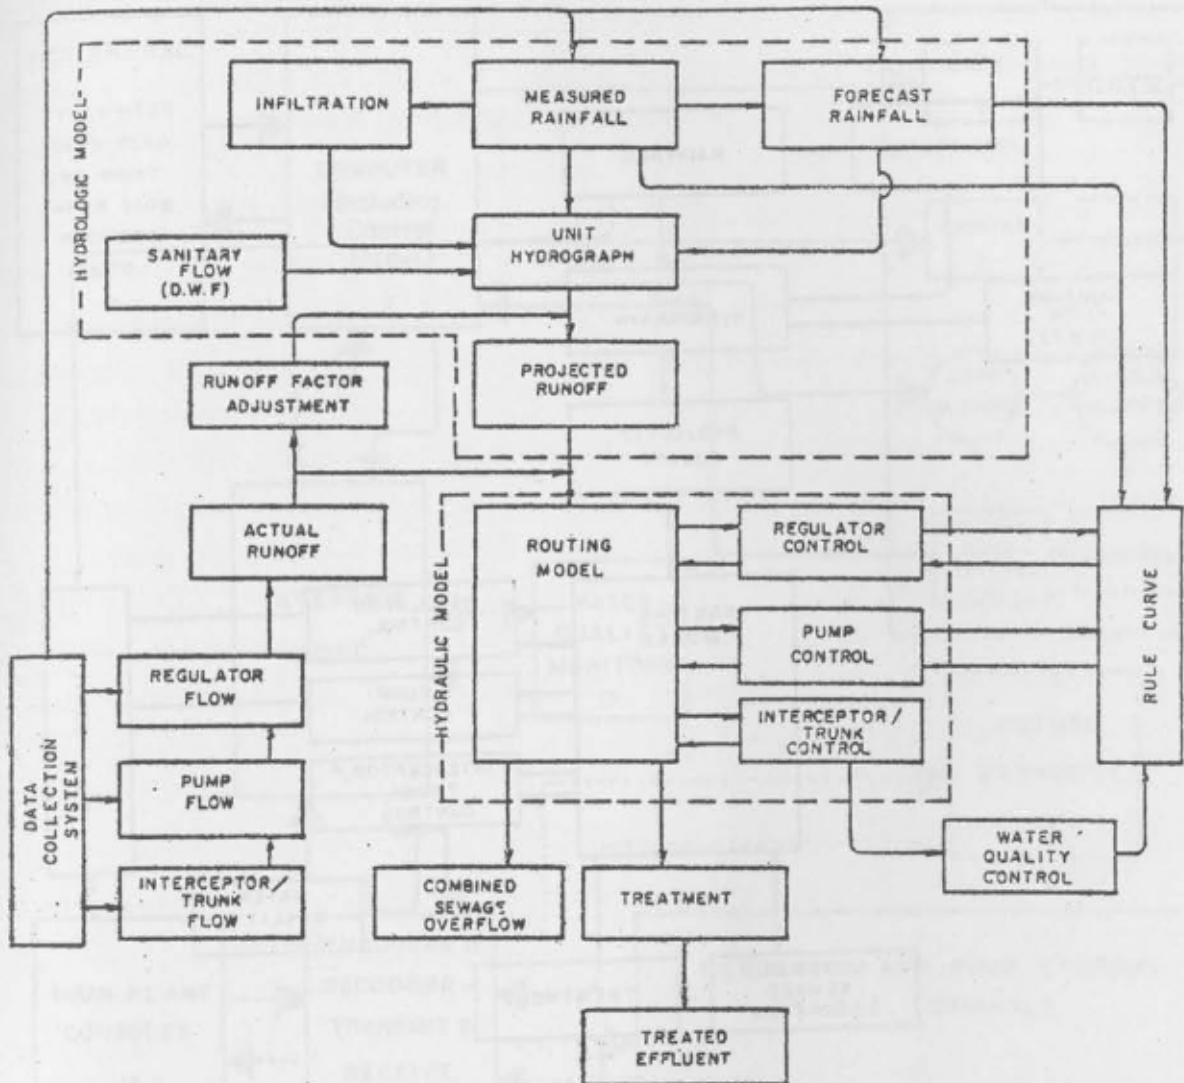 HYDROLOGIC MODEL
INFILTRATION
MEASURED
RAINFALL
FORECAST
RAINFALL
SANITARY
FLOW
(D.W.F)
UNIT
HYDROGRAPH
RUNOFF FACTOR
ADJUSTMENT
PROJECTED
RUNOFF
ACTUAL
RUNOFF
HYDRAULIC MODEL
ROUTING
MODEL
REGULATOR
CONTROL
PUMP
CONTROL
INTERCEPTOR/
TRUNK
CONTROL
RULE CURVE
DATA
COLLECTION
SYSTEM
REGULATOR
FLOW
PUMP
FLOW
INTERCEPTOR/
TRUNK
FLOW
COMBINED
SEWAGE
OVERFLOW
TREATMENT
WATER
QUALITY
CONTROL
TREATED
EFFLUENT